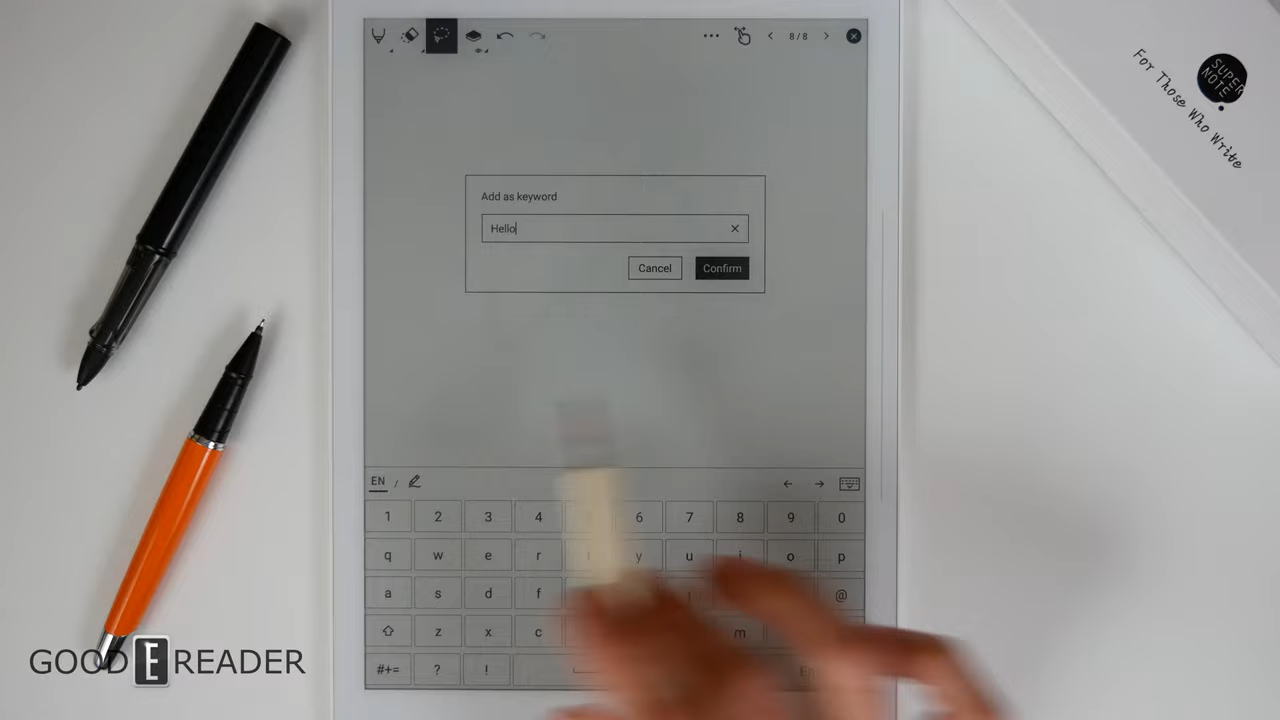 8/8
SUPER
NOTE
For Those Who Write
Add as keyword
Hello
Cancel Confirm
EN /
1 2 3 4 6 7 8 9 0
q w e r y u i o p
a s d f @
z x c m
#+= ? !
GOOD E READER